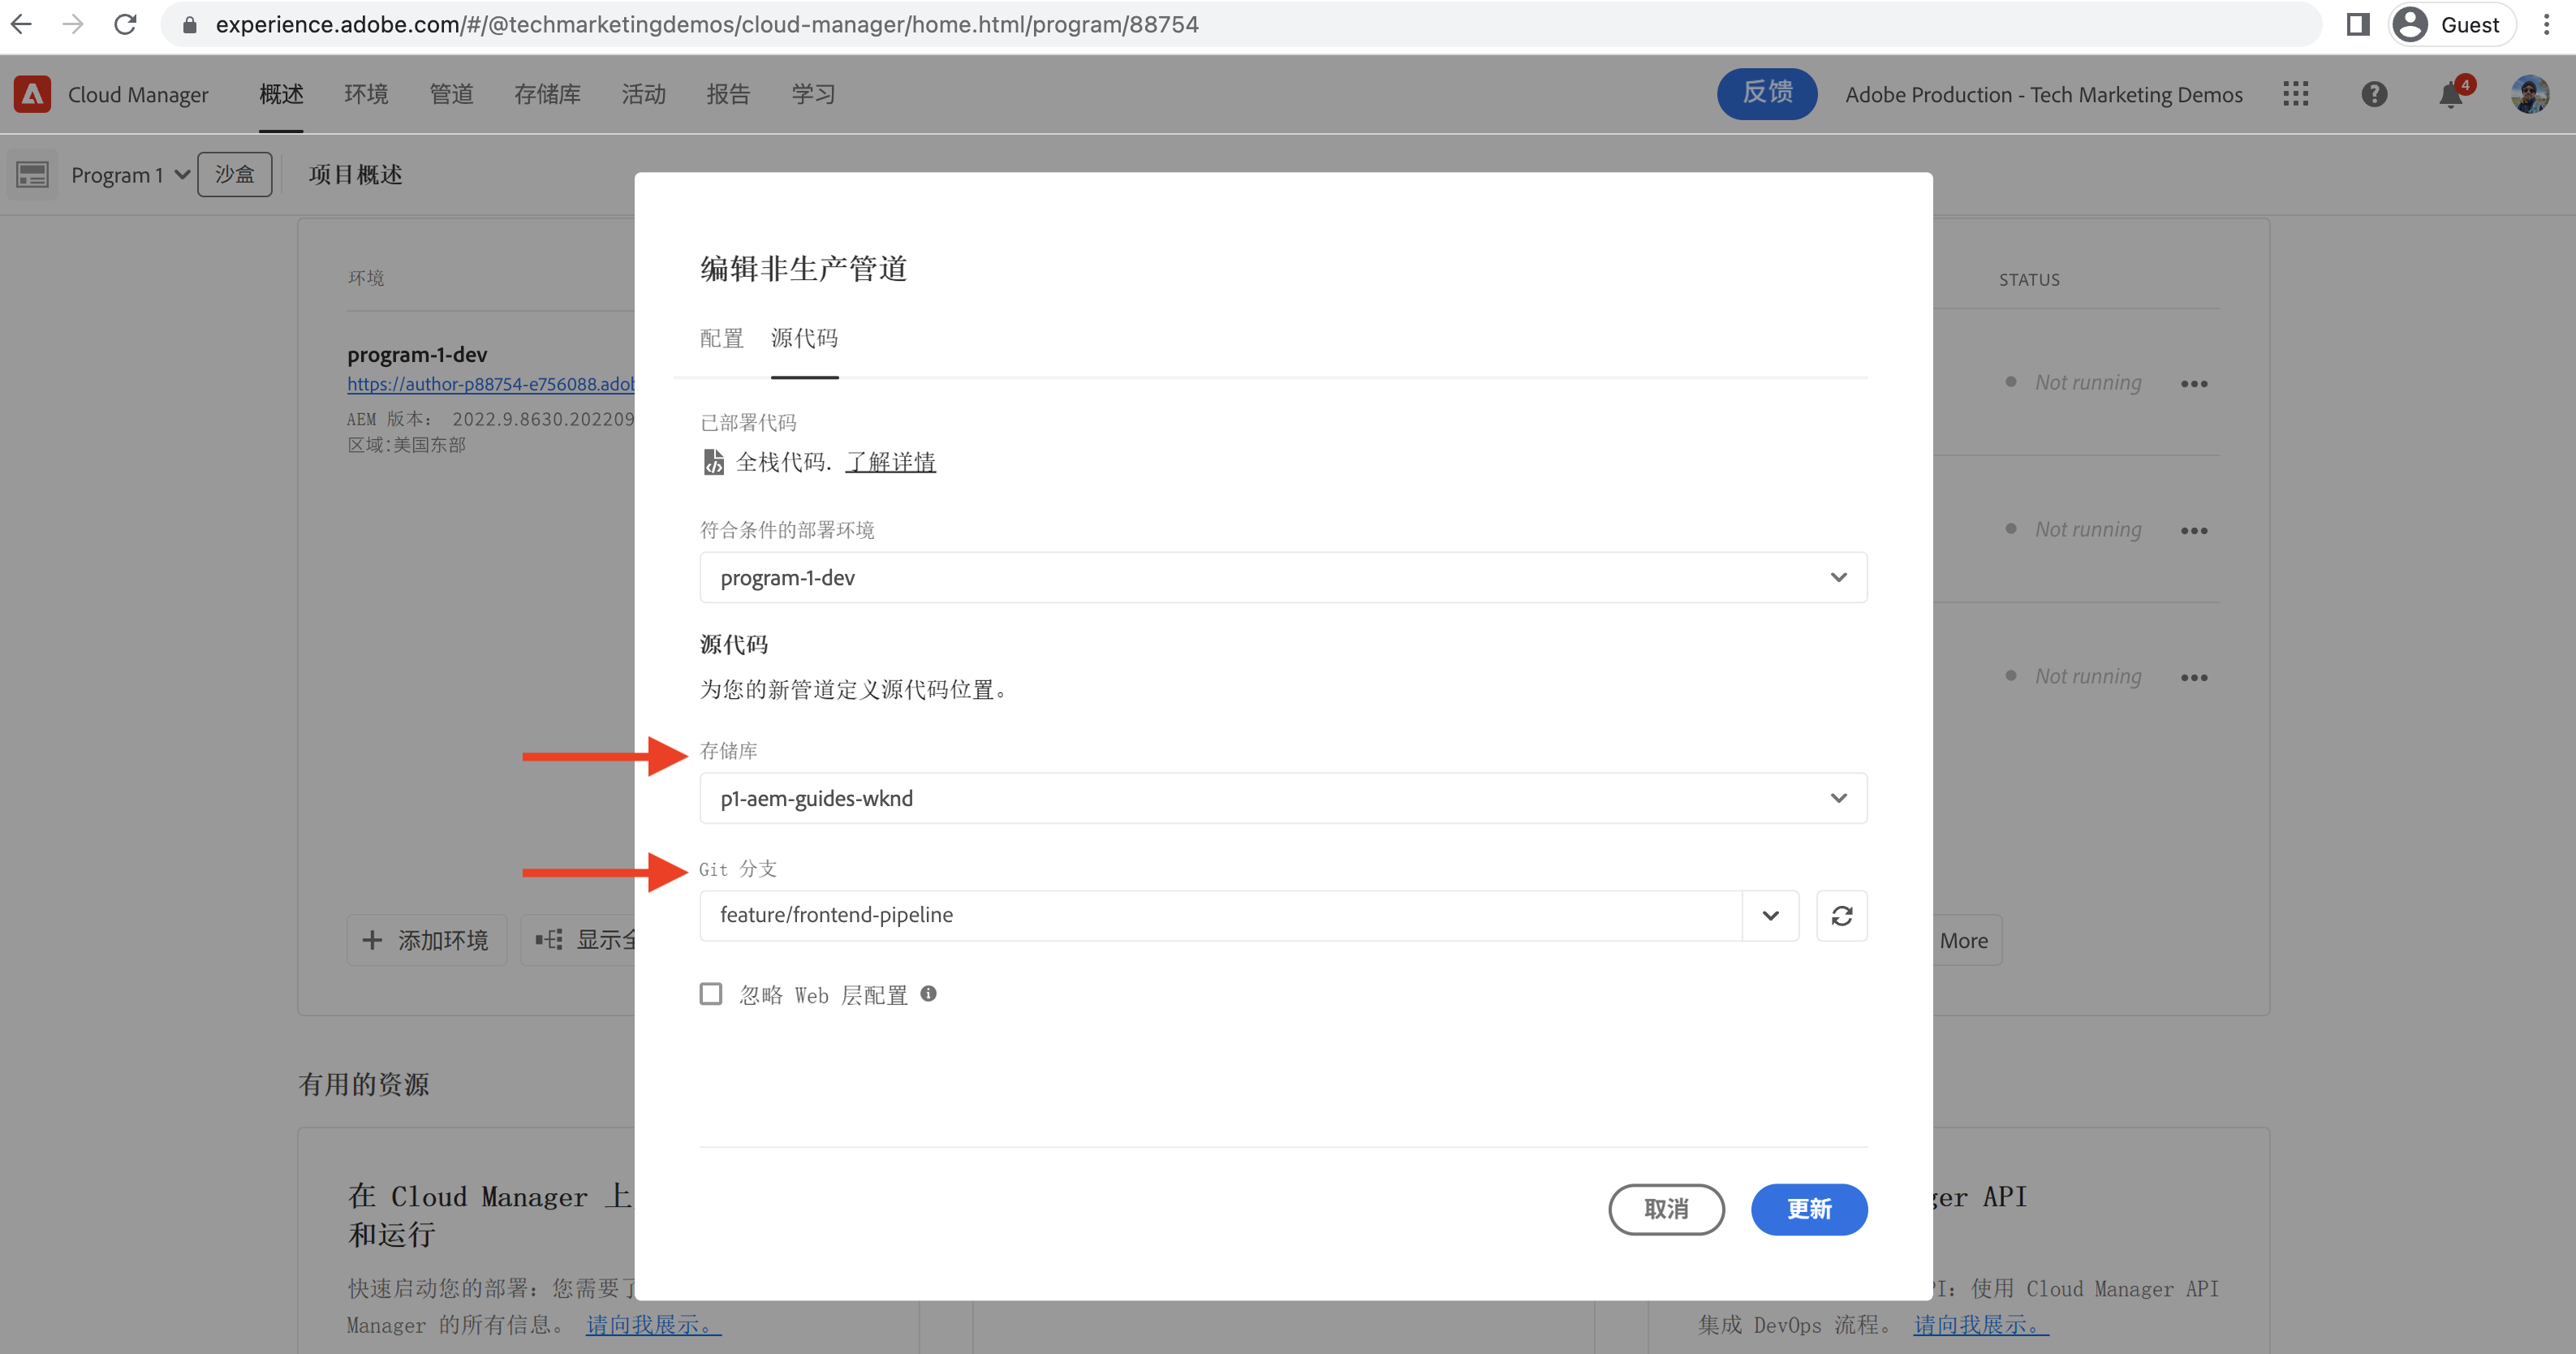 experience.adobe.com/#/@techmarketingdemos/cloud-manager/home.html/program/88754
Guest
Cloud Manager 概述 环境 管道 存储库 活动 报告 学习 反馈 Adobe Production - Tech Marketing Demos 4
Program 1 沙盒 项目概述
环境
STATUS
program-1-dev
https://author-p88754-e756088.adob
AEM 版本： 2022.9.8630.202209
区域:美国东部
Not running
Not running
Not running
添加环境 显示全
More
编辑非生产管道
配置 源代码
已部署代码
全栈代码. 了解详情
符合条件的部署环境
program-1-dev
源代码
为您的新管道定义源代码位置。
存储库
p1-aem-guides-wknd
Git 分支
feature/frontend-pipeline
忽略 Web 层配置
取消 更新
有用的资源
在 Cloud Manager 上
和运行
快速启动您的部署：您需要了
Manager 的所有信息。 请向我展示。
ger API
PI：使用 Cloud Manager API
集成 DevOps 流程。 请向我展示。